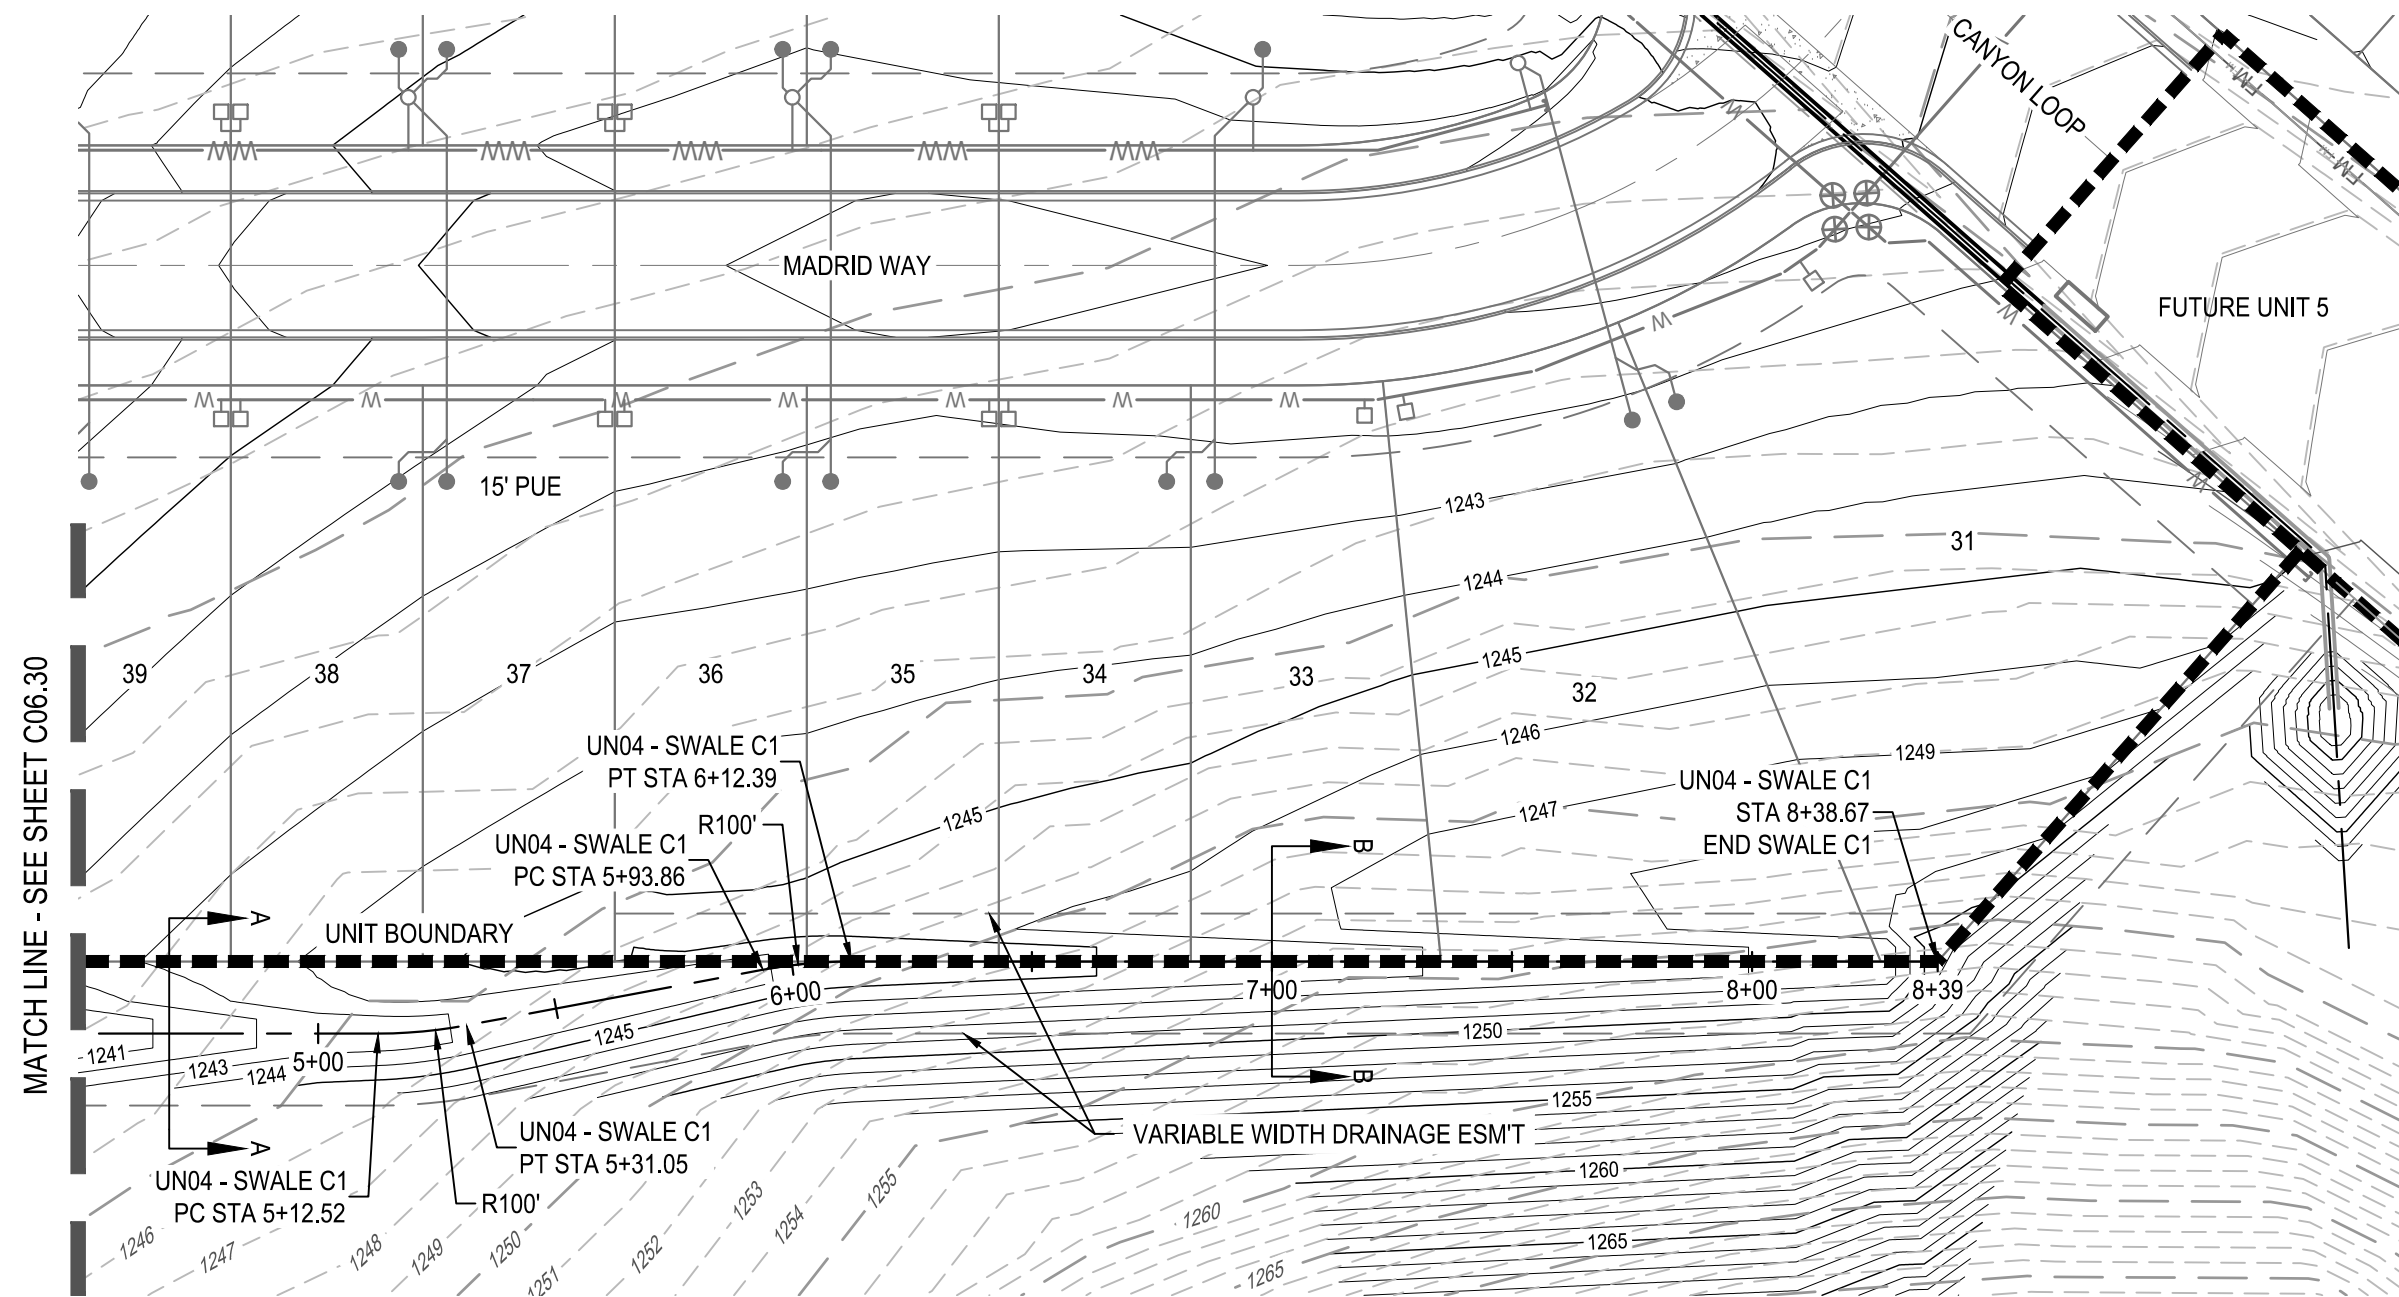 CANYON LOOP
FM
FM
MADRID WAY
FUTURE UNIT 5
15' PUE
1243
31
1244
1245
39
38
37
36
35
34
33
32
1246
1249
UN04 - SWALE C1
PT STA 6+12.39
UN04 - SWALE C1
STA 8+38.67
END SWALE C1
1247
1245
R100'
UN04 - SWALE C1
PC STA 5+93.86
B
A
UNIT BOUNDARY
6+00
7+00
8+00
8+39
1245
1250
1241
1243
1244
5+00
B
1255
VARIABLE WIDTH DRAINAGE ESM'T
A
UN04 - SWALE C1
PT STA 5+31.05
UN04 - SWALE C1
PC STA 5+12.52
R100'
1260
1265
1246
1247
1248
1249
1250
1251
1252
1253
1254
1255
1260
1265
MATCH LINE - SEE SHEET C06.30